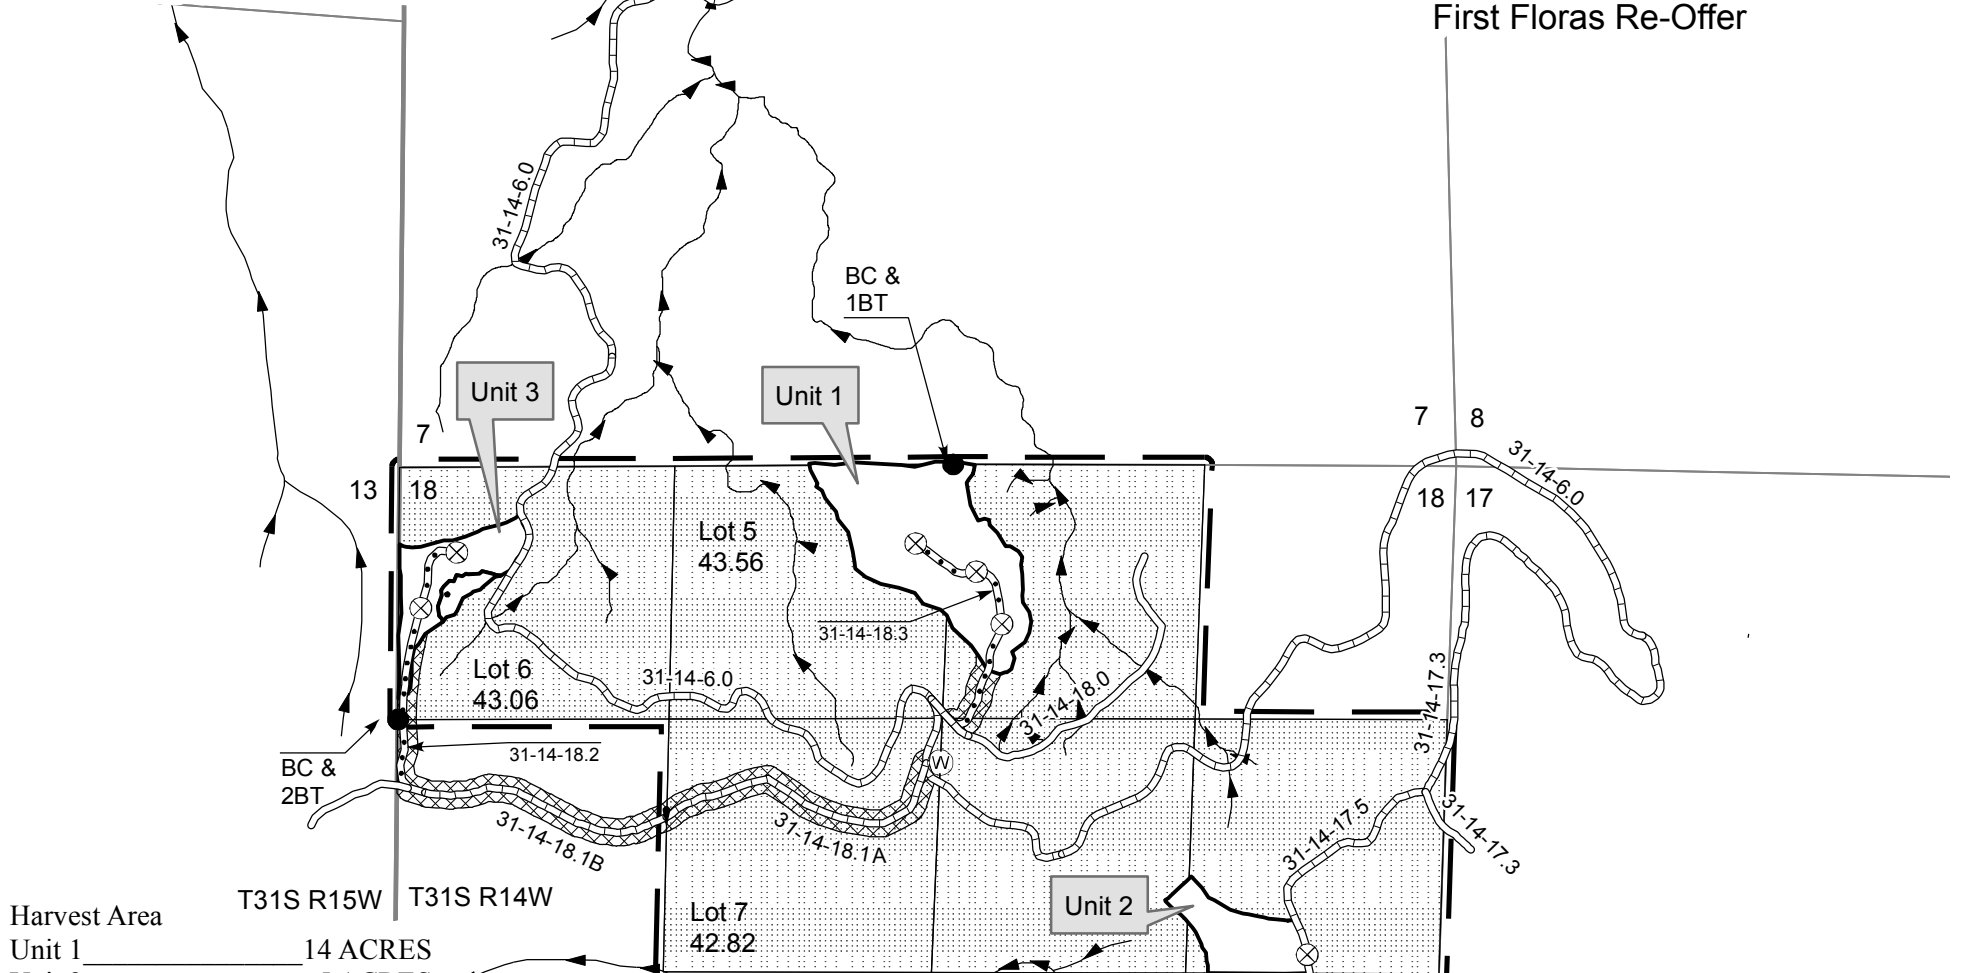 First Floras Re-Offer
31-14-6.0
BC &
1BT
Unit 3
Unit 1
7
7
8
31-14-6.0
13
18
18
17
Lot 5
43.56
31-14-18.3
Lot 6
43.06
31-14-6.0
31-14-18.0
31-14-17.3
31-14-18.2
BC &
2BT
W
31-14-18.1B
31-14-18.1A
31-14-17.5
31-14-17.3
T31S R15W
T31S R14W
Harvest Area
Unit 2
Lot 7
42.82
Unit 1__________________14 ACRES